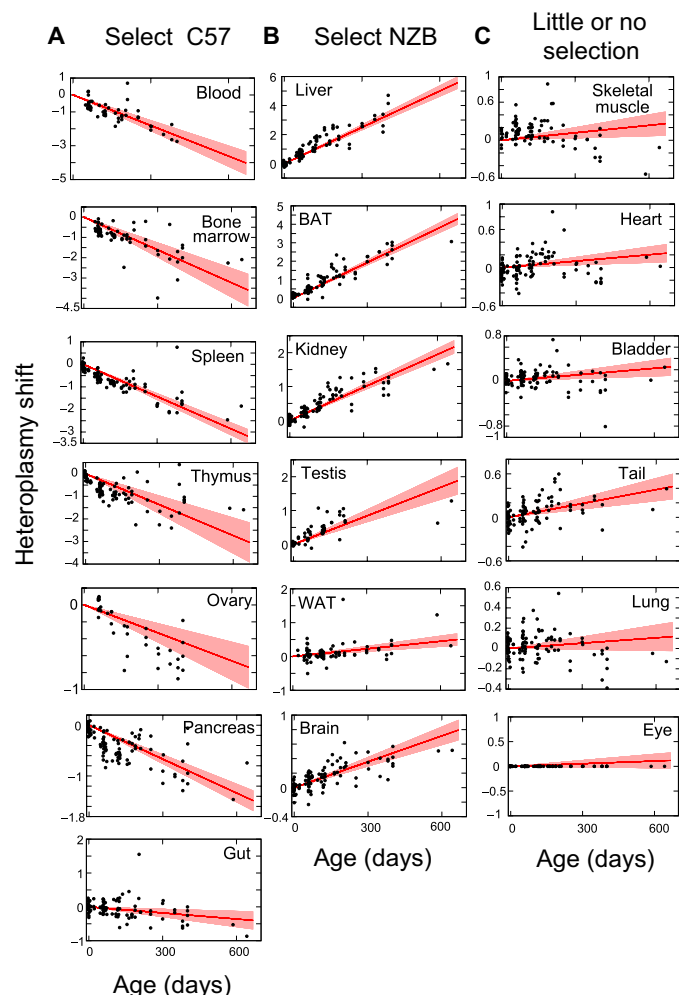 A Select C57 B Select NZB C Little or no selection
Heteroplasmy shift
Blood
1
0
−1
−3
−5
Bone marrow
0
−1
−2
−3
−4.5
Spleen
0
−1
−2
−3
−3.5
Thymus
0
−1
−2
−3
−4
Ovary
0
−1
Pancreas
0
−1
−1.8
Gut
2
1
0
−1
0 300 600
Age (days)
Liver
6
4
2
0
BAT
5
4
3
2
1
0
Kidney
2
1
0
Testis
2
1
0
WAT
2
1
0
−1
Brain
1
0
−0.4
0 300 600
Age (days)
Skeletal muscle
1
0.6
0
−0.6
Heart
1
0.6
0
−0.6
Bladder
0.8
0.4
0
−0.8
−1
Tail
0.6
0
−0.6
Lung
0.6
0.4
0.2
0
−0.2
−0.4
Eye
1
0.5
0
−0.5
−1
0 300 600
Age (days)